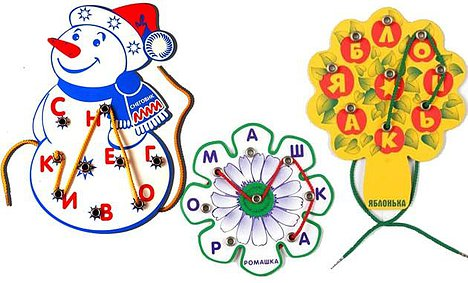 С Н
СНЕГОВИК
К Е Г
И В О
М А Ш
О К
Р А
РОМАШКА
Б Л О
Я Н
А К Ь
ЯБЛОНЬКА